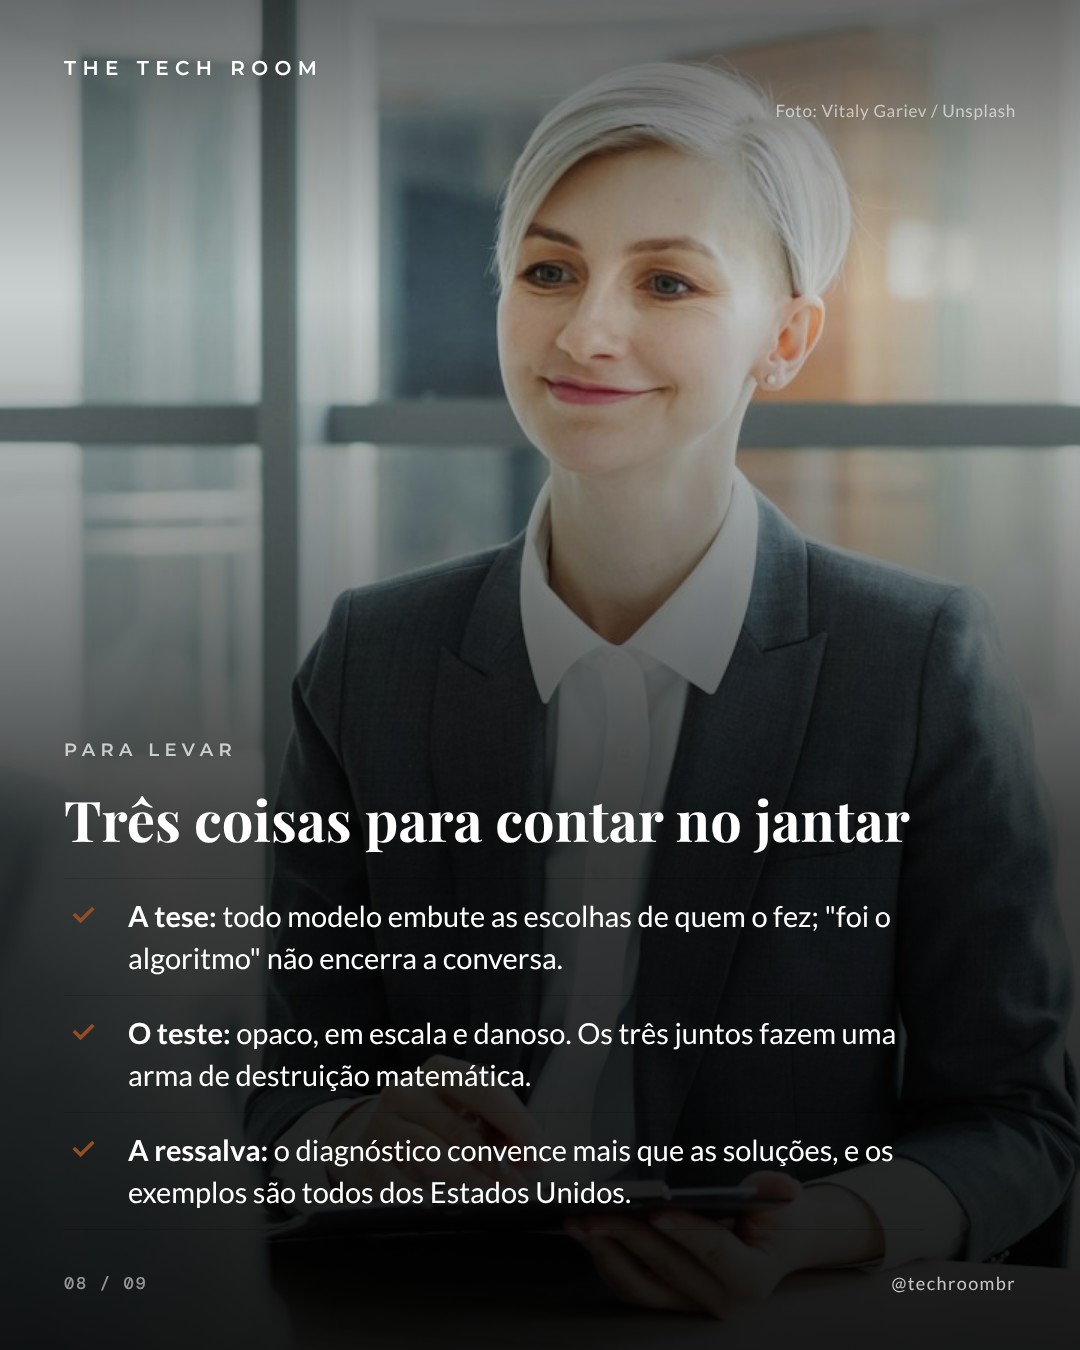 THE TECH ROOM
Foto: Vitaly Gariev / Unsplash
PARA LEVAR
Três coisas para contar no jantar
A tese: todo modelo embute as escolhas de quem o fez; "foi o
algoritmo" não encerra a conversa.
O teste: opaco, em escala e danoso. Os três juntos fazem uma
arma de destruição matemática.
A ressalva: o diagnóstico convence mais que as soluções, e os
exemplos são todos dos Estados Unidos.
08 / 09
@techroombr